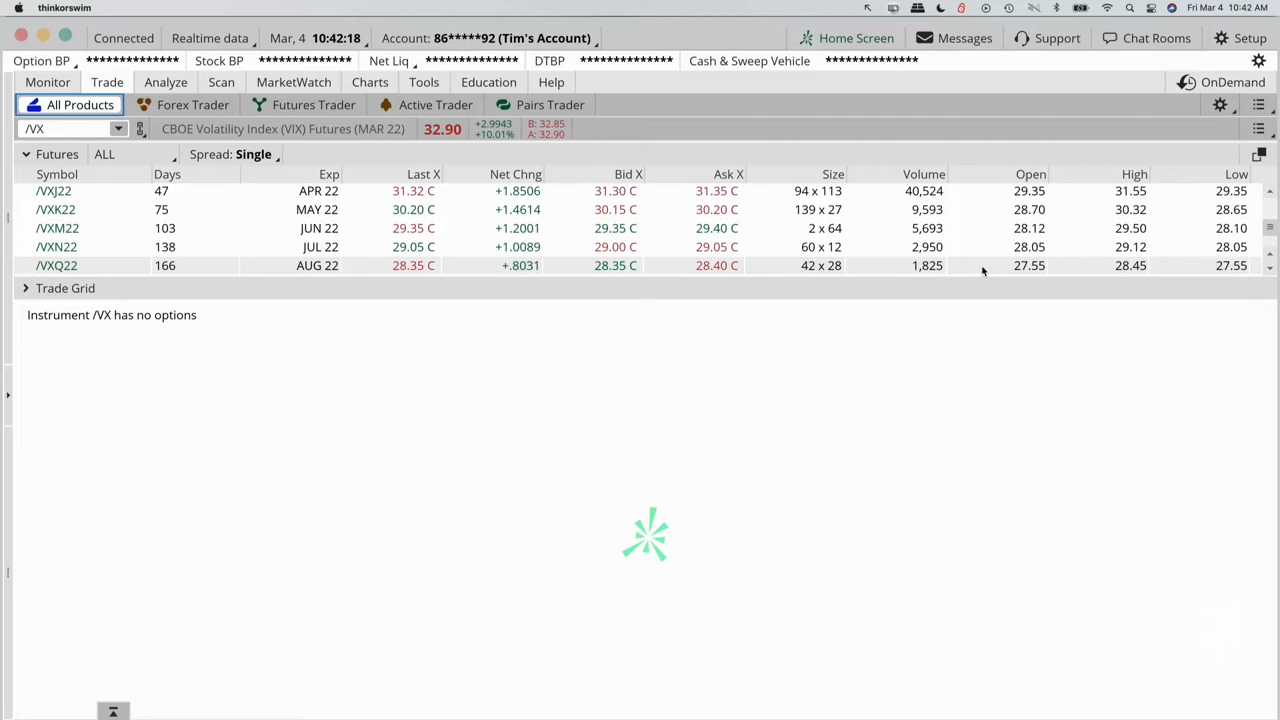 thinkorswim Fri Mar 4 10:42 AM
Connected Realtime data Mar, 4 10:42:18 Account: 86*****92 (Tim's Account) Home Screen Messages Support Chat Rooms Setup
Option BP ************* Stock BP ************* Net Liq ************* DTBP ************* Cash & Sweep Vehicle *************
Monitor Trade Analyze Scan MarketWatch Charts Tools Education Help OnDemand
All Products Forex Trader Futures Trader Active Trader Pairs Trader
/VX CBOE Volatility Index (VIX) Futures (MAR 22) 32.90 +2.9943 +10.01% B: 32.85 A: 32.90
Futures ALL Spread: Single
Symbol Days Exp Last X Net Chng Bid X Ask X Size Volume Open High Low
/VXJ22 47 APR 22 31.32 C +1.8506 31.30 C 31.35 C 94 x 113 40,524 29.35 31.55 29.35
/VXK22 75 MAY 22 30.20 C +1.4614 30.15 C 30.20 C 139 x 27 9,593 28.70 30.32 28.65
/VXM22 103 JUN 22 29.35 C +1.2001 29.35 C 29.40 C 2 x 64 5,693 28.12 29.50 28.10
/VXN22 138 JUL 22 29.05 C +1.0089 29.00 C 29.05 C 60 x 12 2,950 28.05 29.12 28.05
/VXQ22 166 AUG 22 28.35 C +.8031 28.35 C 28.40 C 42 x 28 1,825 27.55 28.45 27.55
Trade Grid
Instrument /VX has no options